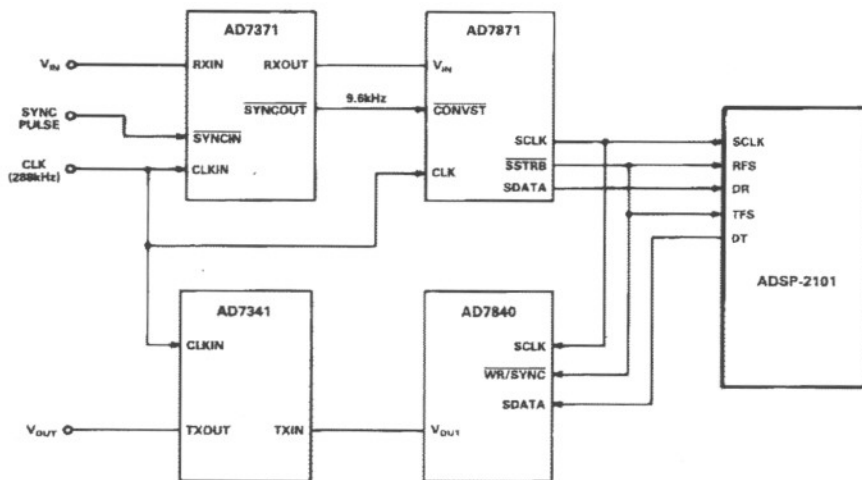 AD7371
AD7871
V_IN
RXIN
RXOUT
V_IN
9.6kHz
SYNC
PULSE
SYNCOUT
CONVST
SYNCIN
SCLK
SCLK
CLK
(288kHz)
CLKIN
CLK
SSTRB
RFS
SDATA
DR
TFS
DT
ADSP-2101
AD7341
AD7840
CLKIN
SCLK
WR/SYNC
SDATA
V_OUT
TXOUT
TXIN
V_OUT